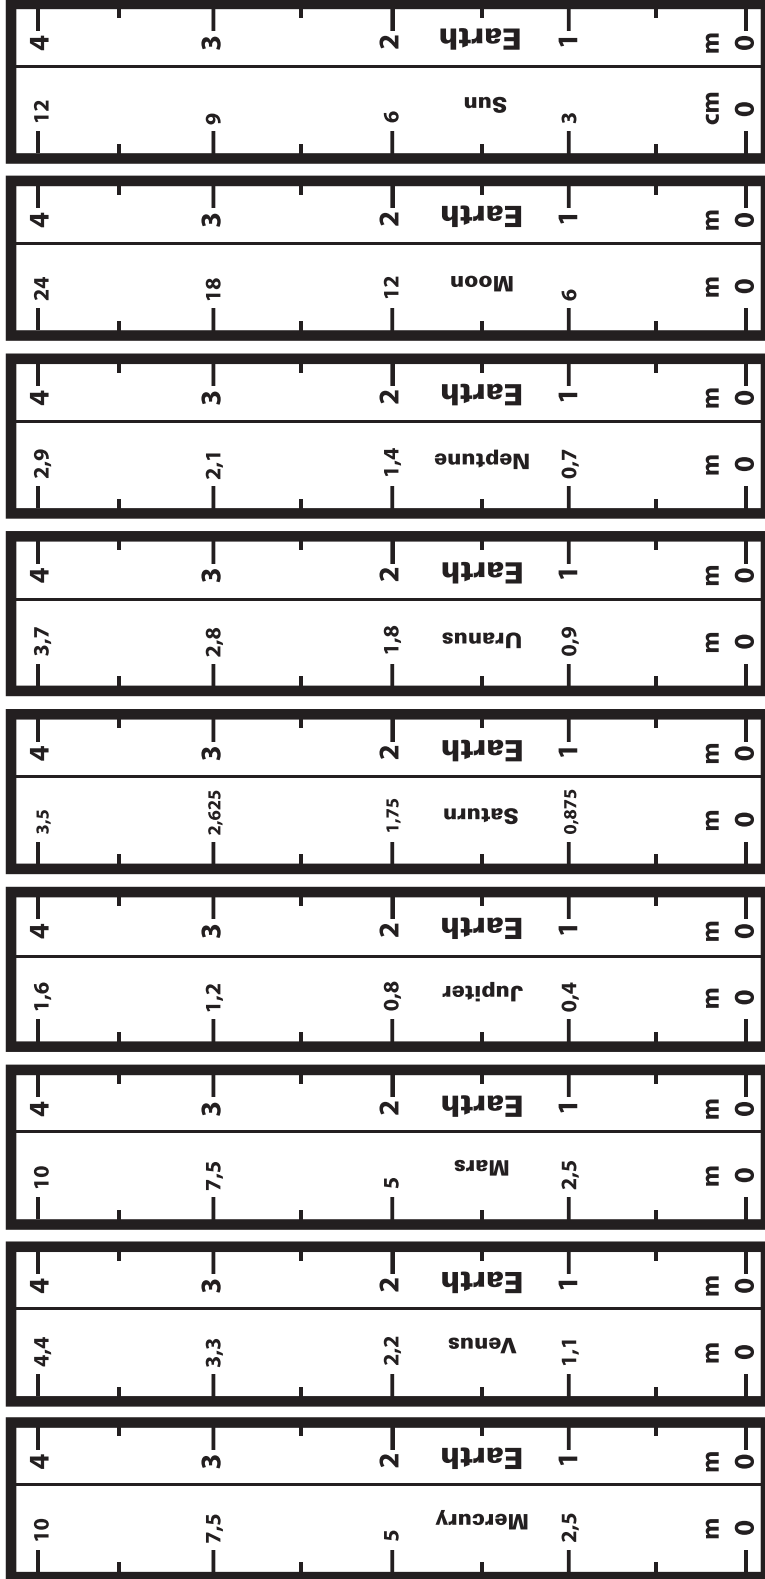 4 3 2 Earth 1 m 0
12 9 6 Sun 3 cm 0
4 3 2 Earth 1 m 0
24 18 12 Moon 6 m 0
4 3 2 Earth 1 m 0
2,9 2,1 1,4 Neptune 0,7 m 0
4 3 2 Earth 1 m 0
3,7 2,8 1,8 Uranus 0,9 m 0
4 3 2 Earth 1 m 0
3,5 2,625 1,75 Saturn 0,875 m 0
4 3 2 Earth 1 m 0
1,6 1,2 0,8 Jupiter 0,4 m 0
4 3 2 Earth 1 m 0
10 7,5 5 Mars 2,5 m 0
4 3 2 Earth 1 m 0
4,4 3,3 2,2 Venus 1,1 m 0
4 3 2 Earth 1 m 0
10 7,5 5 Mercury 2,5 m 0